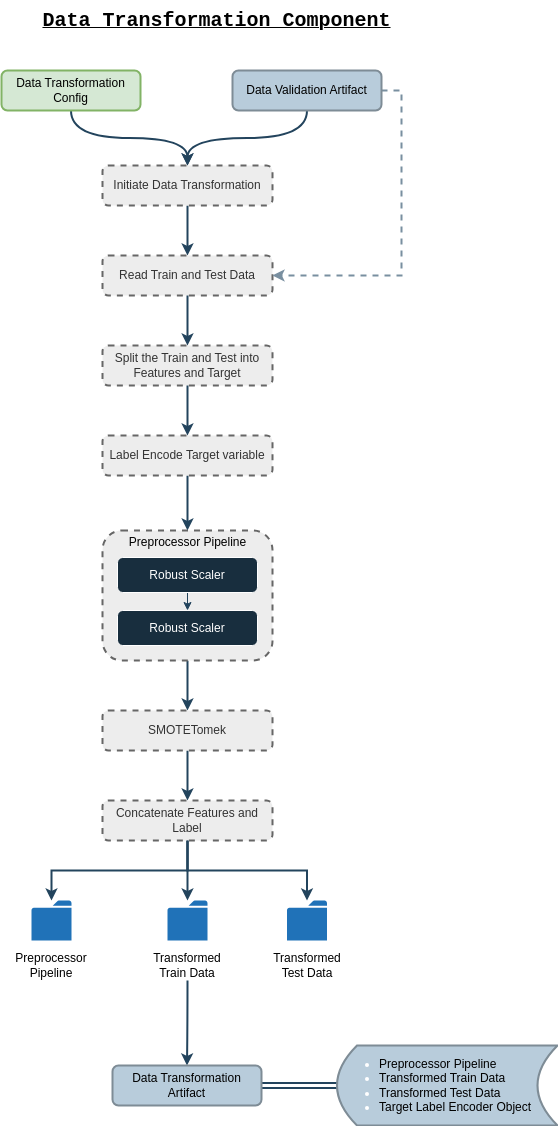 Data Transformation Component
Data Transformation
Config
Data Validation Artifact
Initiate Data Transformation
Read Train and Test Data
Split the Train and Test into
Features and Target
Label Encode Target variable
Preprocessor Pipeline
Robust Scaler
Robust Scaler
SMOTETomek
Concatenate Features and
Label
Preprocessor
Pipeline
Transformed
Train Data
Transformed
Test Data
Data Transformation
Artifact
Preprocessor Pipeline
Transformed Train Data
Transformed Test Data
Target Label Encoder Object